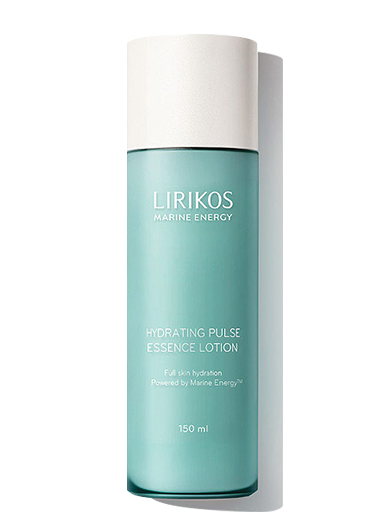 LIRIKOS
MARINE ENERGY
HYDRATING PULSE
ESSENCE LOTION
Full skin hydration
Powered by Marine Energy™
150 ml